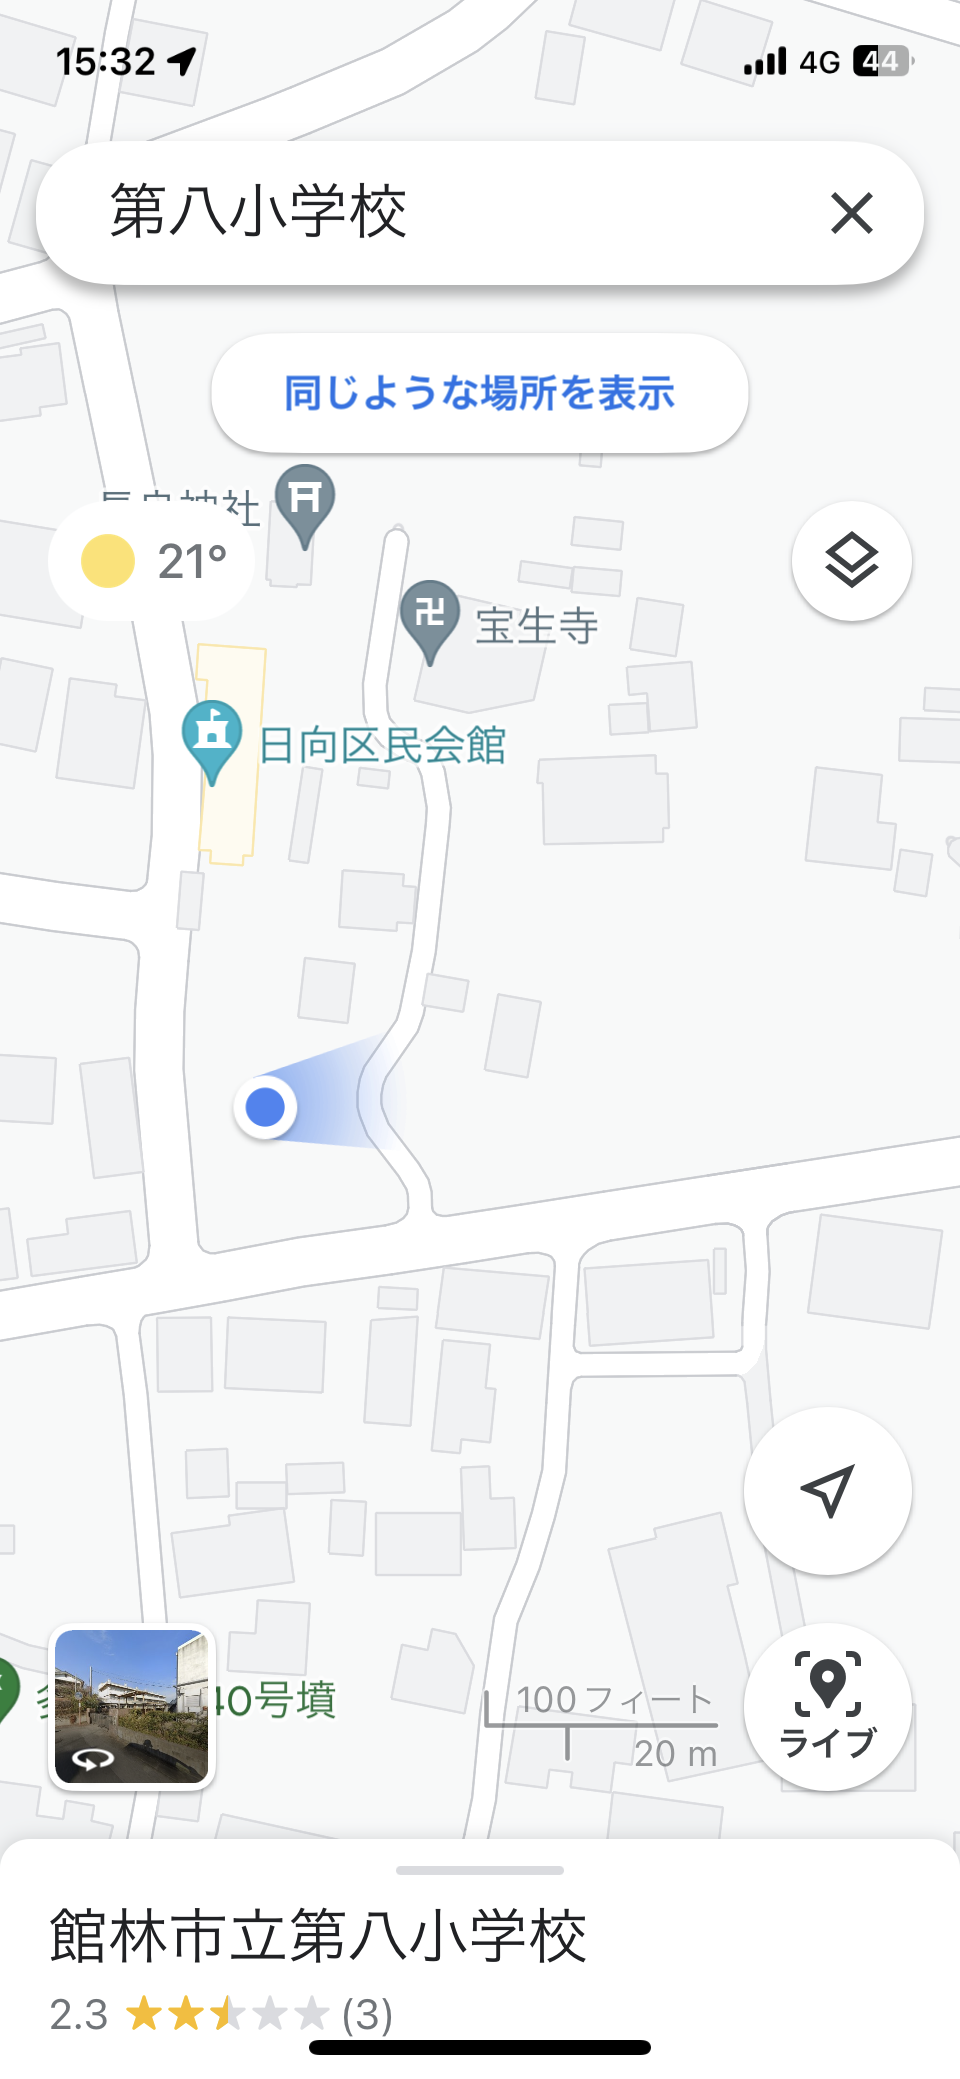 15:32
4G 44
第八小学校
同じような場所を表示
21°
宝生寺
日向区民会館
40号墳
100フィート
20 m
ライブ
館林市立第八小学校
2.3 (3)